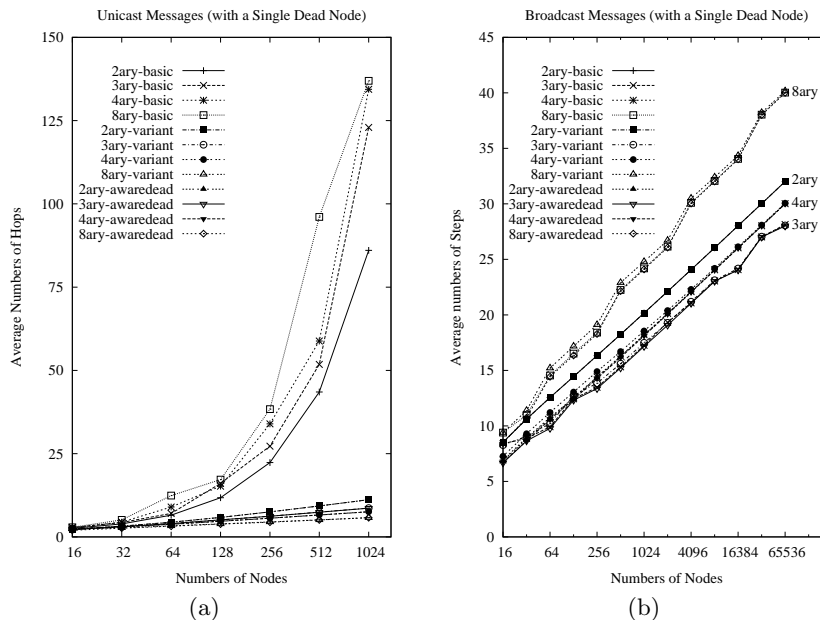 Unicast Messages (with a Single Dead Node)
150
125
100
75
50
25
0
Average Numbers of Hops
2ary-basic
3ary-basic
4ary-basic
8ary-basic
2ary-variant
3ary-variant
4ary-variant
8ary-variant
2ary-awaredead
3ary-awaredead
4ary-awaredead
8ary-awaredead
16 32 64 128 256 512 1024
Numbers of Nodes
(a)
Broadcast Messages (with a Single Dead Node)
45
40
35
30
25
20
15
10
5
0
Average numbers of Steps
2ary-basic
3ary-basic
4ary-basic
8ary-basic
2ary-variant
3ary-variant
4ary-variant
8ary-variant
2ary-awaredead
3ary-awaredead
4ary-awaredead
8ary-awaredead
8ary
2ary
4ary
3ary
16 64 256 1024 4096 16384 65536
Numbers of Nodes
(b)